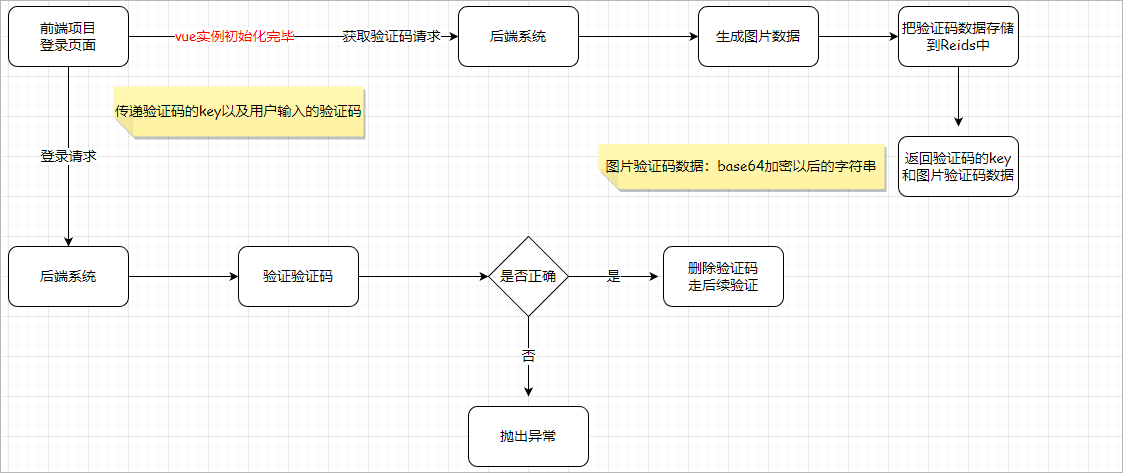 前端项目
登录页面
vue实例初始化完毕
获取验证码请求
后端系统
生成图片数据
把验证码数据存储
到Reids中
传递验证码的key以及用户输入的验证码
登录请求
图片验证码数据：base64加密以后的字符串
返回验证码的key
和图片验证码数据
后端系统
验证验证码
是否正确
是
删除验证码
走后续验证
否
抛出异常